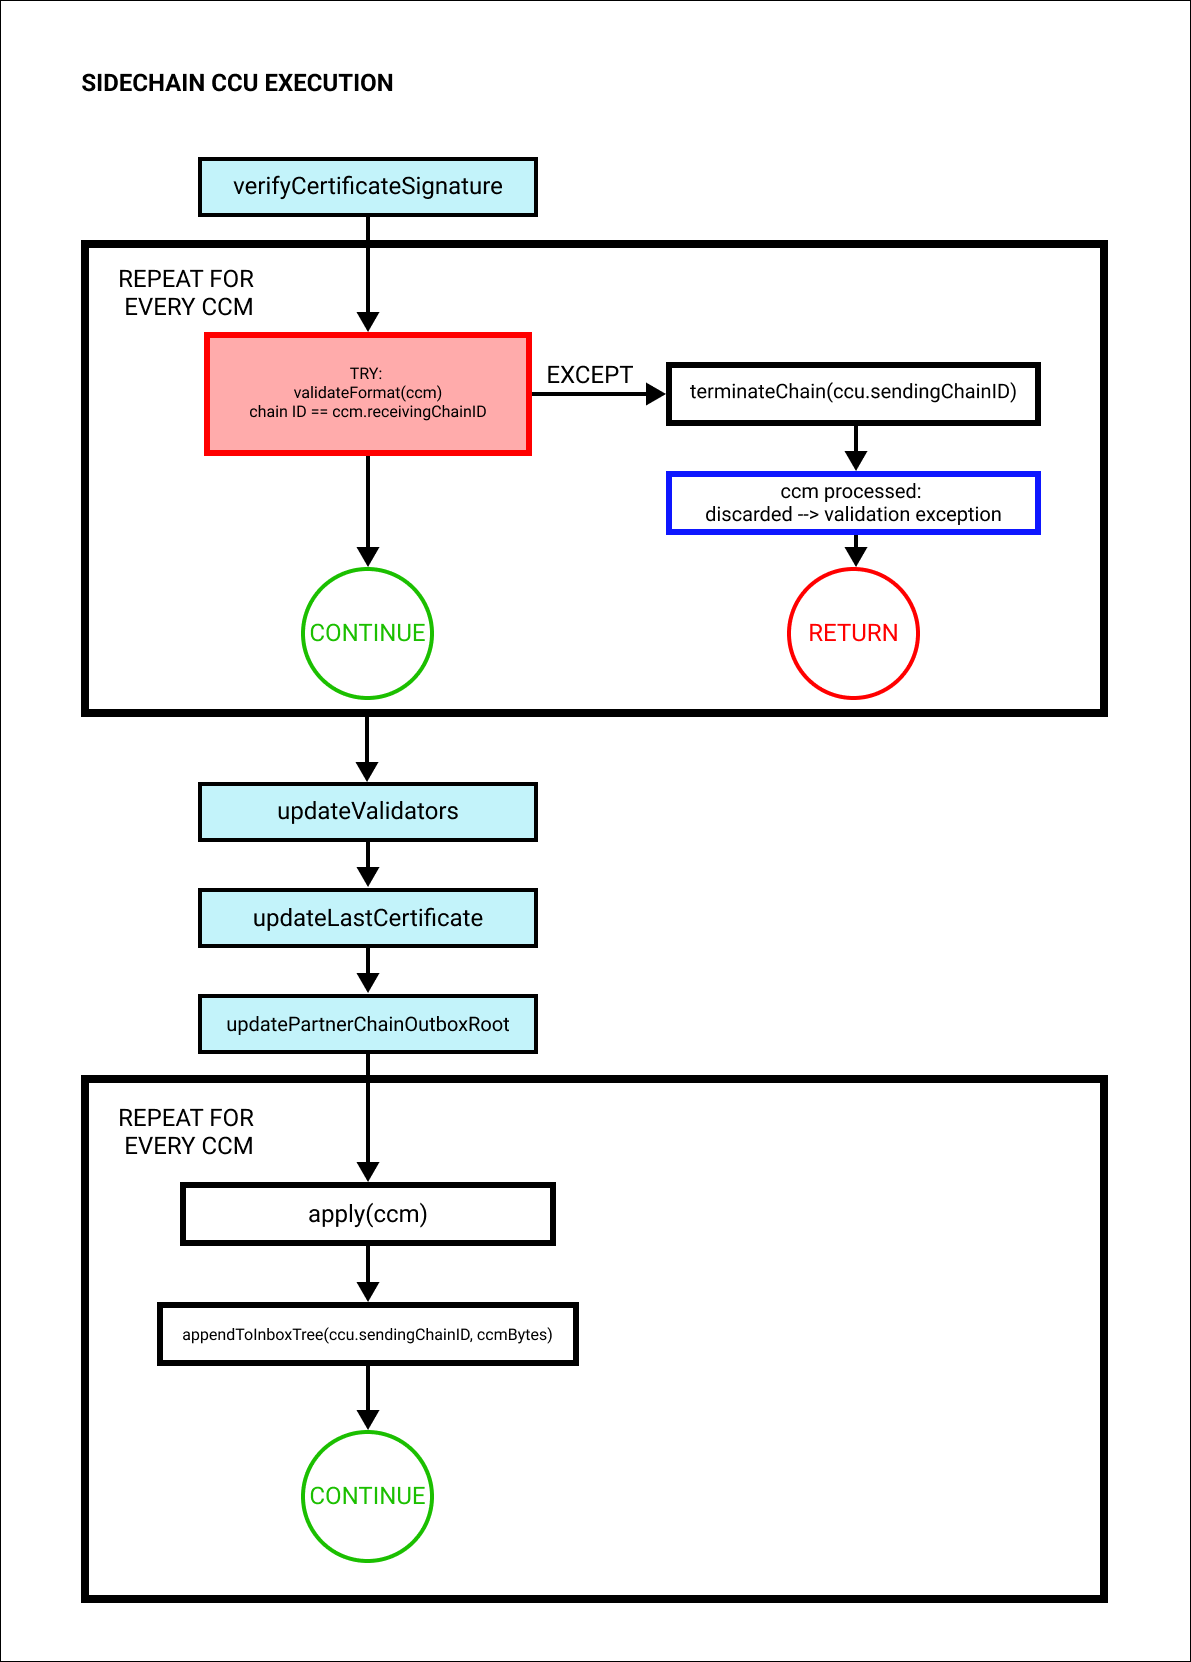 SIDECHAIN CCU EXECUTION
verifyCertificateSignature
REPEAT FOR
EVERY CCM
TRY:
validateFormat(ccm)
chain ID == ccm.receivingChainID
EXCEPT
terminateChain(ccu.sendingChainID)
ccm processed:
discarded --> validation exception
CONTINUE
RETURN
updateValidators
updateLastCertificate
updatePartnerChainOutboxRoot
REPEAT FOR
EVERY CCM
apply(ccm)
appendToInboxTree(ccu.sendingChainID, ccmBytes)
CONTINUE